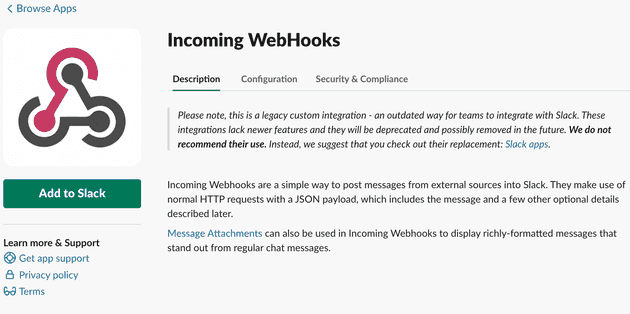 Browse Apps
Incoming WebHooks
Description Configuration Security & Compliance
Please note, this is a legacy custom integration - an outdated way for teams to integrate with Slack. These
integrations lack newer features and they will be deprecated and possibly removed in the future. We do not
recommend their use. Instead, we suggest that you check out their replacement: Slack apps.
Add to Slack
Incoming Webhooks are a simple way to post messages from external sources into Slack. They make use of
normal HTTP requests with a JSON payload, which includes the message and a few other optional details
described later.
Message Attachments can also be used in Incoming Webhooks to display richly-formatted messages that
stand out from regular chat messages.
Learn more & Support
Get app support
Privacy policy
Terms